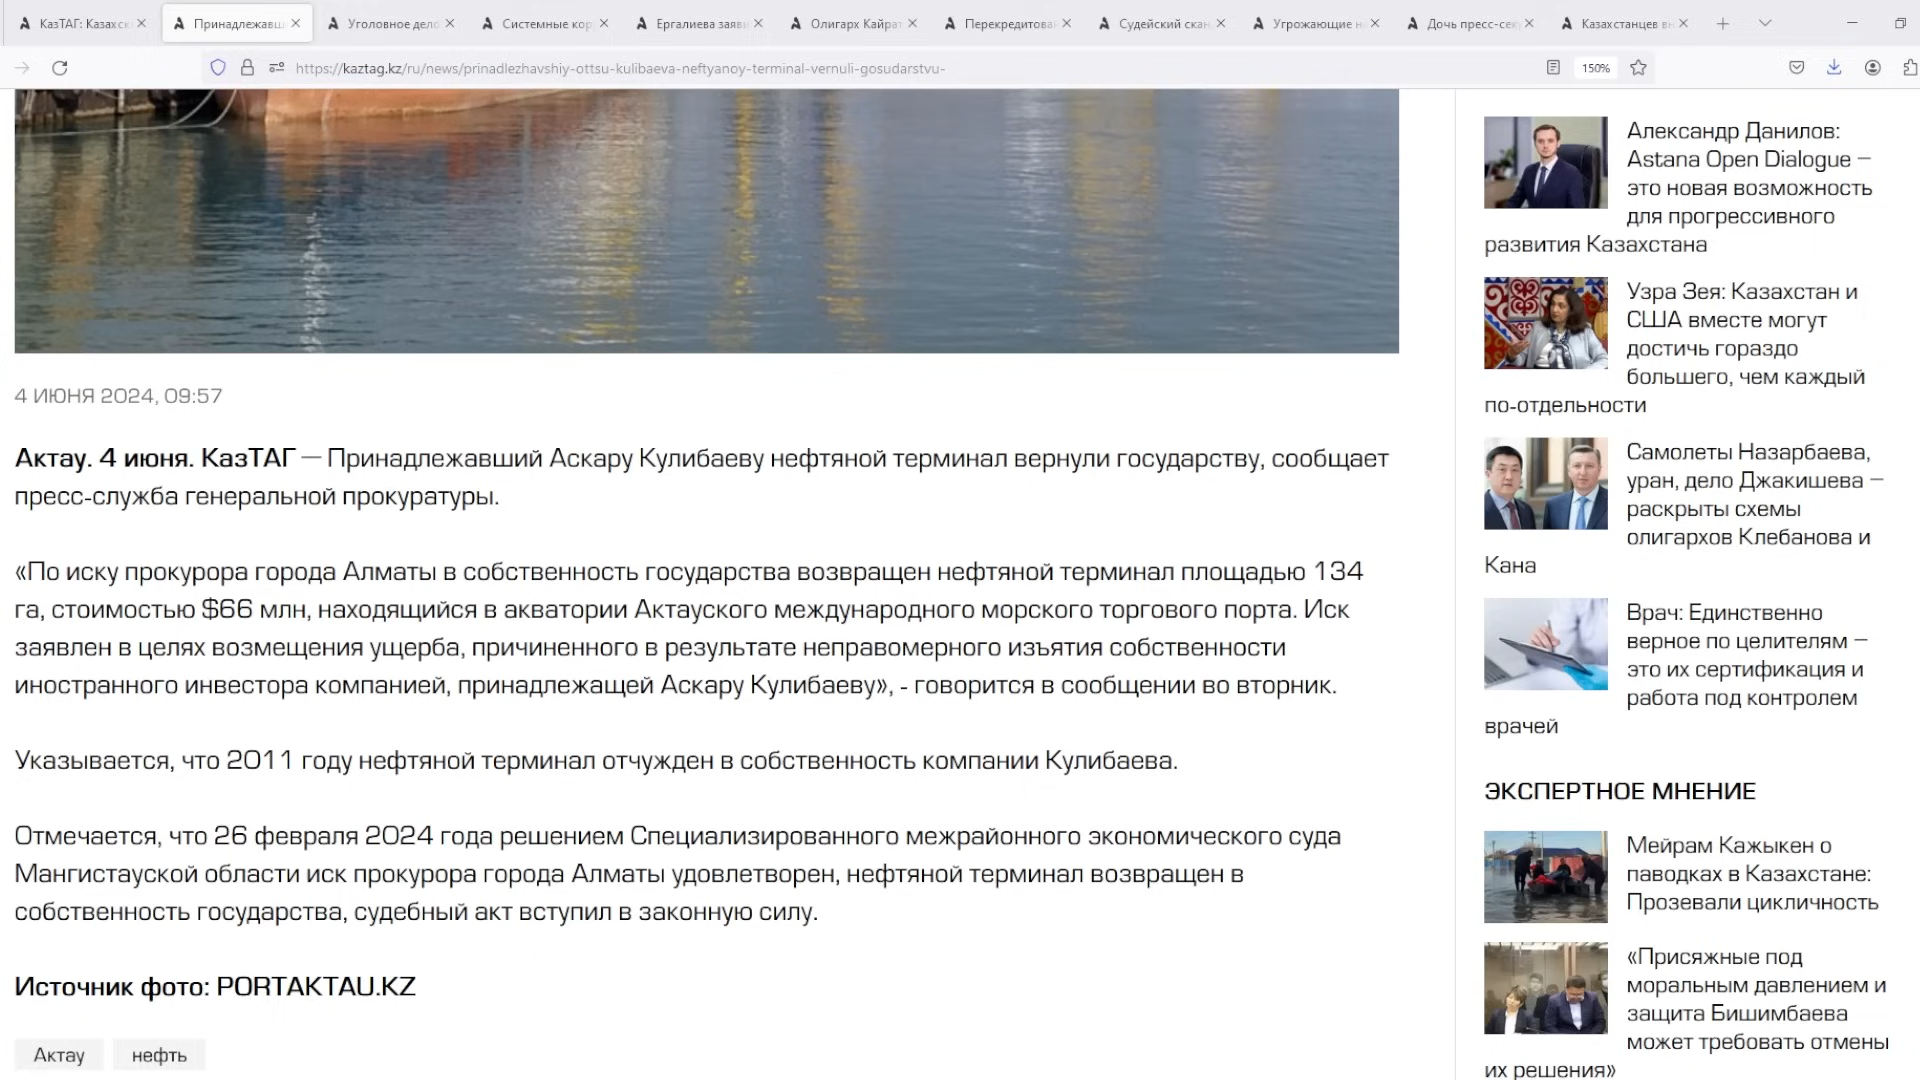 КазТАГ: Казахск
Принадлежавш
Уголовное дело
Системные кор
Ергалиева заяв
Олигарх Кайрат
Перекредитова
Судейский скан
Угрожающие н
Дочь пресс-сек
Казахстанцев в
https://kaztag.kz/ru/news/prinadlezhavshiy-ottsu-kulibaeva-neftyanoy-terminal-vernuli-gosudarstvu-
150%
4 ИЮНЯ 2024, 09:57
Актау. 4 июня. КазТАГ — Принадлежавший Аскару Кулибаеву нефтяной терминал вернули государству, сообщает
пресс-служба генеральной прокуратуры.
«По иску прокурора города Алматы в собственность государства возвращен нефтяной терминал площадью 134
га, стоимостью $66 млн, находящийся в акватории Актауского международного морского торгового порта. Иск
заявлен в целях возмещения ущерба, причиненного в результате неправомерного изъятия собственности
иностранного инвестора компанией, принадлежащей Аскару Кулибаеву», - говорится в сообщении во вторник.
Указывается, что 2011 году нефтяной терминал отчужден в собственность компании Кулибаева.
Отмечается, что 26 февраля 2024 года решением Специализированного межрайонного экономического суда
Мангистауской области иск прокурора города Алматы удовлетворен, нефтяной терминал возвращен в
собственность государства, судебный акт вступил в законную силу.
Источник фото: PORTAKTAU.KZ
Актау
нефть
Александр Данилов:
Astana Open Dialogue –
это новая возможность
для прогрессивного
развития Казахстана
Узра Зея: Казахстан и
США вместе могут
достичь гораздо
большего, чем каждый
по-отдельности
Самолеты Назарбаева,
уран, дело Джакишева –
раскрыты схемы
олигархов Клебанова и
Кана
Врач: Единственно
верное по целителям –
это их сертификация и
работа под контролем
врачей
ЭКСПЕРТНОЕ МНЕНИЕ
Мейрам Кажыкен о
паводках в Казахстане:
Прозевали цикличность
«Присяжные под
моральным давлением и
защита Бишимбаева
может требовать отмены
их решения»